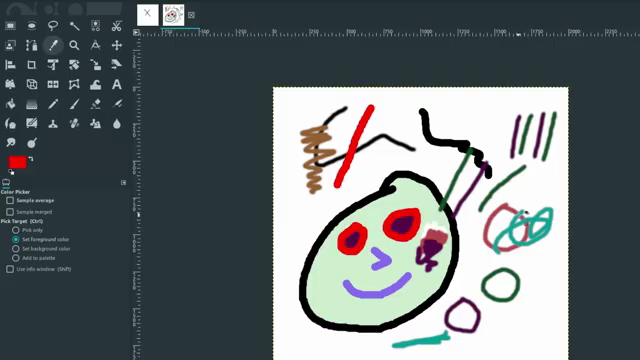 Color Picker
Sample average
Sample merged
Pick Target (Ctrl)
Pick only
Set foreground color
Set background color
Add to palette
Use info window (Shift)